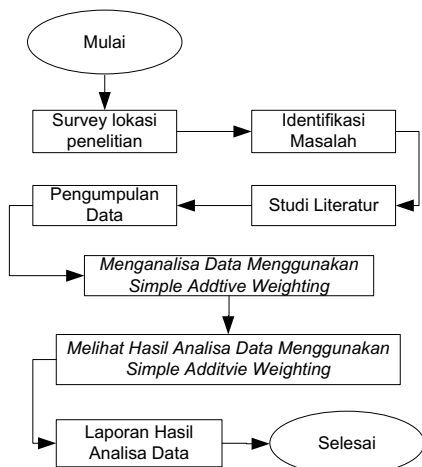 Mulai
Survey lokasi
penelitian
Identifikasi
Masalah
Studi Literatur
Pengumpulan
Data
Menganalisa Data Menggunakan
Simple Addtive Weighting
Melihat Hasil Analisa Data Menggunakan
Simple Additvie Weighting
Laporan Hasil
Analisa Data
Selesai